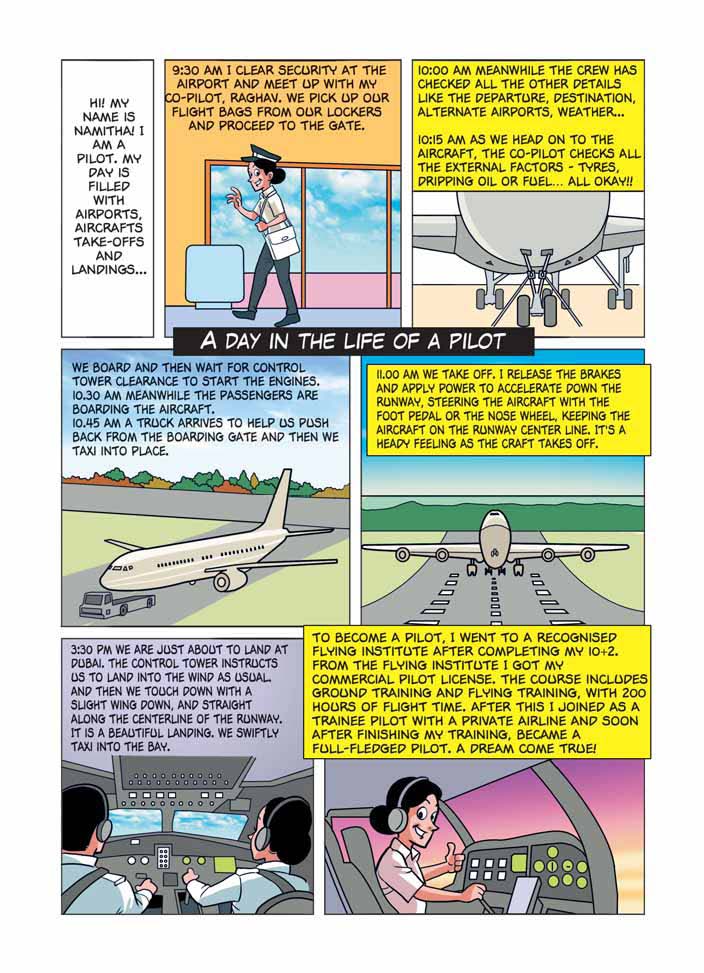 HI! MY
NAME IS
NAMITHA! I
AM A
PILOT. MY
DAY IS
FILLED
WITH
AIRPORTS,
AIRCRAFTS
TAKE-OFFS
AND
LANDINGS...
9:30 AM I CLEAR SECURITY AT THE
AIRPORT AND MEET UP WITH MY
CO-PILOT, RAGHAV. WE PICK UP OUR
FLIGHT BAGS FROM OUR LOCKERS
AND PROCEED TO THE GATE.
10:00 AM MEANWHILE THE CREW HAS
CHECKED ALL THE OTHER DETAILS
LIKE THE DEPARTURE, DESTINATION,
ALTERNATE AIRPORTS, WEATHER...
10:15 AM AS WE HEAD ON TO THE
AIRCRAFT, THE CO-PILOT CHECKS ALL
THE EXTERNAL FACTORS - TYRES,
DRIPPING OIL OR FUEL... ALL OKAY!!
A DAY IN THE LIFE OF A PILOT
WE BOARD AND THEN WAIT FOR CONTROL
TOWER CLEARANCE TO START THE ENGINES.
10.30 AM MEANWHILE THE PASSENGERS ARE
BOARDING THE AIRCRAFT.
10.45 AM A TRUCK ARRIVES TO HELP US PUSH
BACK FROM THE BOARDING GATE AND THEN WE
TAXI INTO PLACE.
11.00 AM WE TAKE OFF. I RELEASE THE BRAKES
AND APPLY POWER TO ACCELERATE DOWN THE
RUNWAY, STEERING THE AIRCRAFT WITH THE
FOOT PEDAL OR THE NOSE WHEEL, KEEPING THE
AIRCRAFT ON THE RUNWAY CENTER LINE. IT'S A
HEADY FEELING AS THE CRAFT TAKES OFF.
3:30 PM WE ARE JUST ABOUT TO LAND AT
DUBAI. THE CONTROL TOWER INSTRUCTS
US TO LAND INTO THE WIND AS USUAL.
AND THEN WE TOUCH DOWN WITH A
SLIGHT WING DOWN, AND STRAIGHT
ALONG THE CENTERLINE OF THE RUNWAY.
IT IS A BEAUTIFUL LANDING. WE SWIFTLY
TAXI INTO THE BAY.
TO BECOME A PILOT, I WENT TO A RECOGNISED
FLYING INSTITUTE AFTER COMPLETING MY 10+2.
FROM THE FLYING INSTITUTE I GOT MY
COMMERCIAL PILOT LICENSE. THE COURSE INCLUDES
GROUND TRAINING AND FLYING TRAINING, WITH 200
HOURS OF FLIGHT TIME. AFTER THIS I JOINED AS A
TRAINEE PILOT WITH A PRIVATE AIRLINE AND SOON
AFTER FINISHING MY TRAINING, BECAME A
FULL-FLEDGED PILOT. A DREAM COME TRUE!